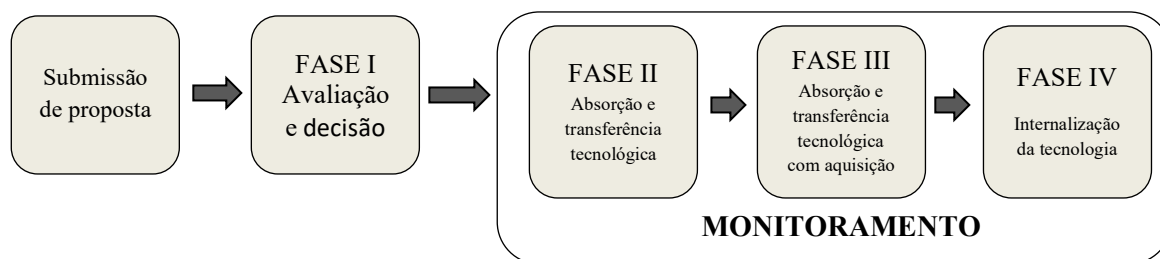 Submissão
de proposta
FASE I
Avaliação
e decisão
FASE II
Absorção e
transferência
tecnológica
FASE III
Absorção e
transferência
tecnológica
com aquisição
FASE IV
Internalização
da tecnologia
MONITORAMENTO